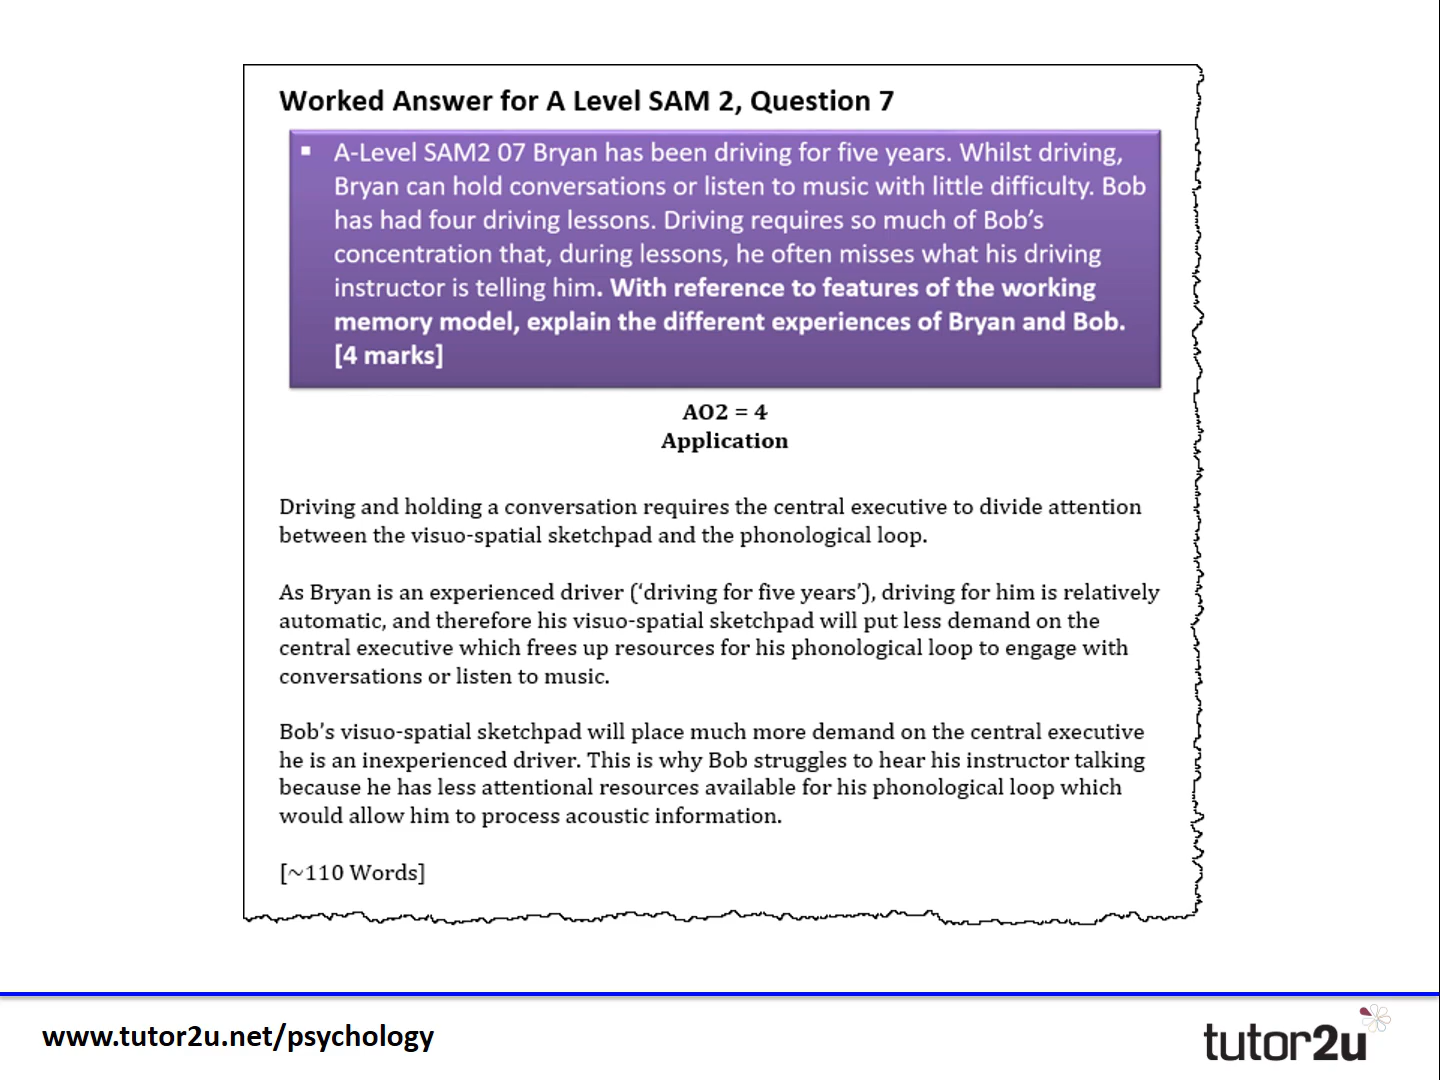 Worked Answer for A Level SAM 2, Question 7
▪ A-Level SAM2 07 Bryan has been driving for five years. Whilst driving,
Bryan can hold conversations or listen to music with little difficulty. Bob
has had four driving lessons. Driving requires so much of Bob’s
concentration that, during lessons, he often misses what his driving
instructor is telling him. With reference to features of the working
memory model, explain the different experiences of Bryan and Bob.
[4 marks]
AO2 = 4
Application
Driving and holding a conversation requires the central executive to divide attention
between the visuo-spatial sketchpad and the phonological loop.
As Bryan is an experienced driver (‘driving for five years’), driving for him is relatively
automatic, and therefore his visuo-spatial sketchpad will put less demand on the
central executive which frees up resources for his phonological loop to engage with
conversations or listen to music.
Bob’s visuo-spatial sketchpad will place much more demand on the central executive
he is an inexperienced driver. This is why Bob struggles to hear his instructor talking
because he has less attentional resources available for his phonological loop which
would allow him to process acoustic information.
[~110 Words]
www.tutor2u.net/psychology
tutor2u